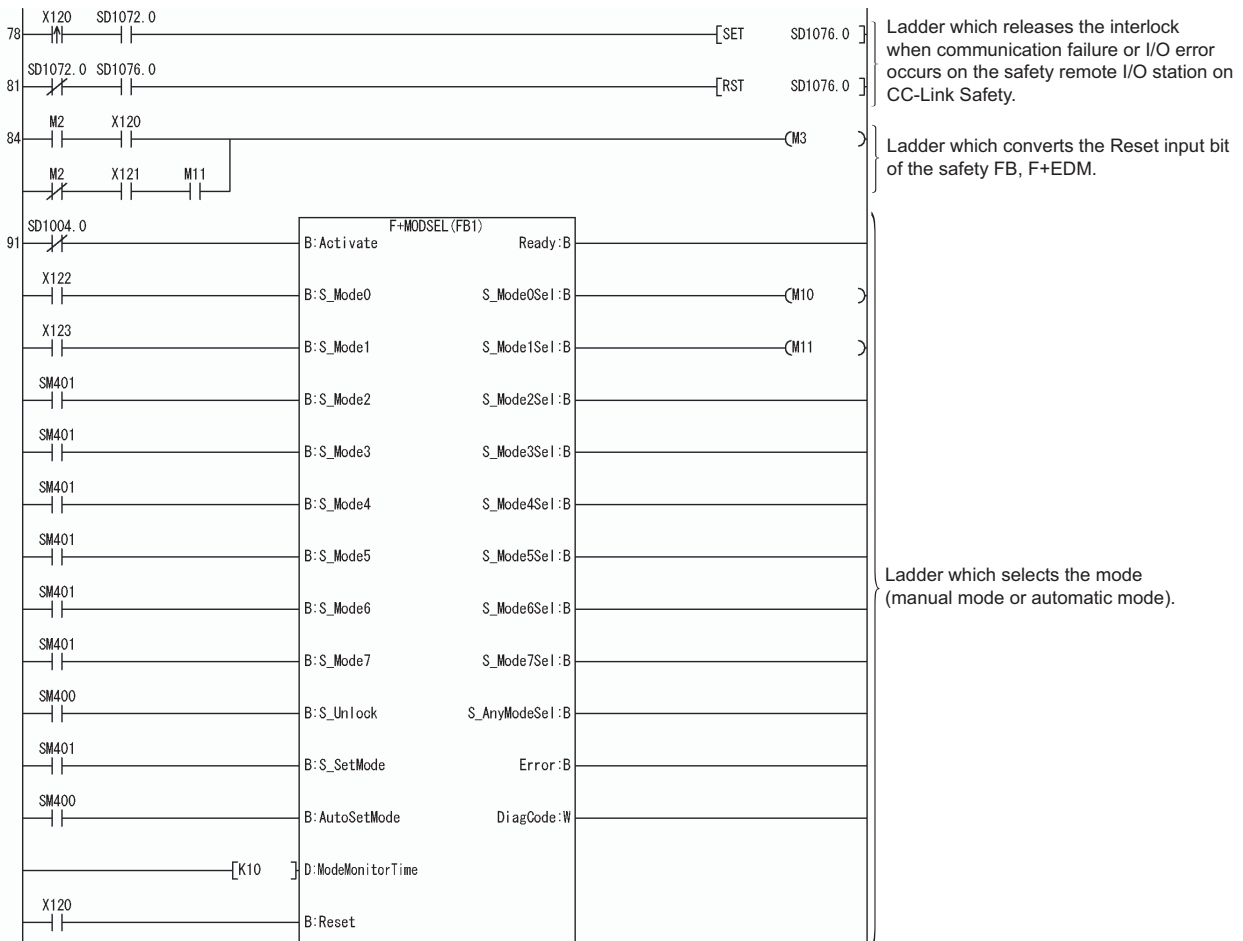 X120 SD1072.0
78 [SET SD1076.0 ]
Ladder which releases the interlock
when communication failure or I/O error
occurs on the safety remote I/O station on
CC-Link Safety.
SD1072.0 SD1076.0
81 [RST SD1076.0 ]
M2 X120
84 (M3 )
Ladder which converts the Reset input bit
of the safety FB, F+EDM.
M2 X121 M11
SD1004.0 F+MODSEL(FB1)
91 B:Activate Ready:B
X122
B:S_Mode0 S_Mode0Sel:B (M10 )
X123
B:S_Mode1 S_Mode1Sel:B (M11 )
SM401
B:S_Mode2 S_Mode2Sel:B
SM401
B:S_Mode3 S_Mode3Sel:B
SM401
B:S_Mode4 S_Mode4Sel:B
SM401
B:S_Mode5 S_Mode5Sel:B
Ladder which selects the mode
(manual mode or automatic mode).
SM401
B:S_Mode6 S_Mode6Sel:B
SM401
B:S_Mode7 S_Mode7Sel:B
SM400
B:S_Unlock S_AnyModeSel:B
SM401
B:S_SetMode Error:B
SM400
B:AutoSetMode DiagCode:W
[K10 ] D:ModeMonitorTime
X120
B:Reset